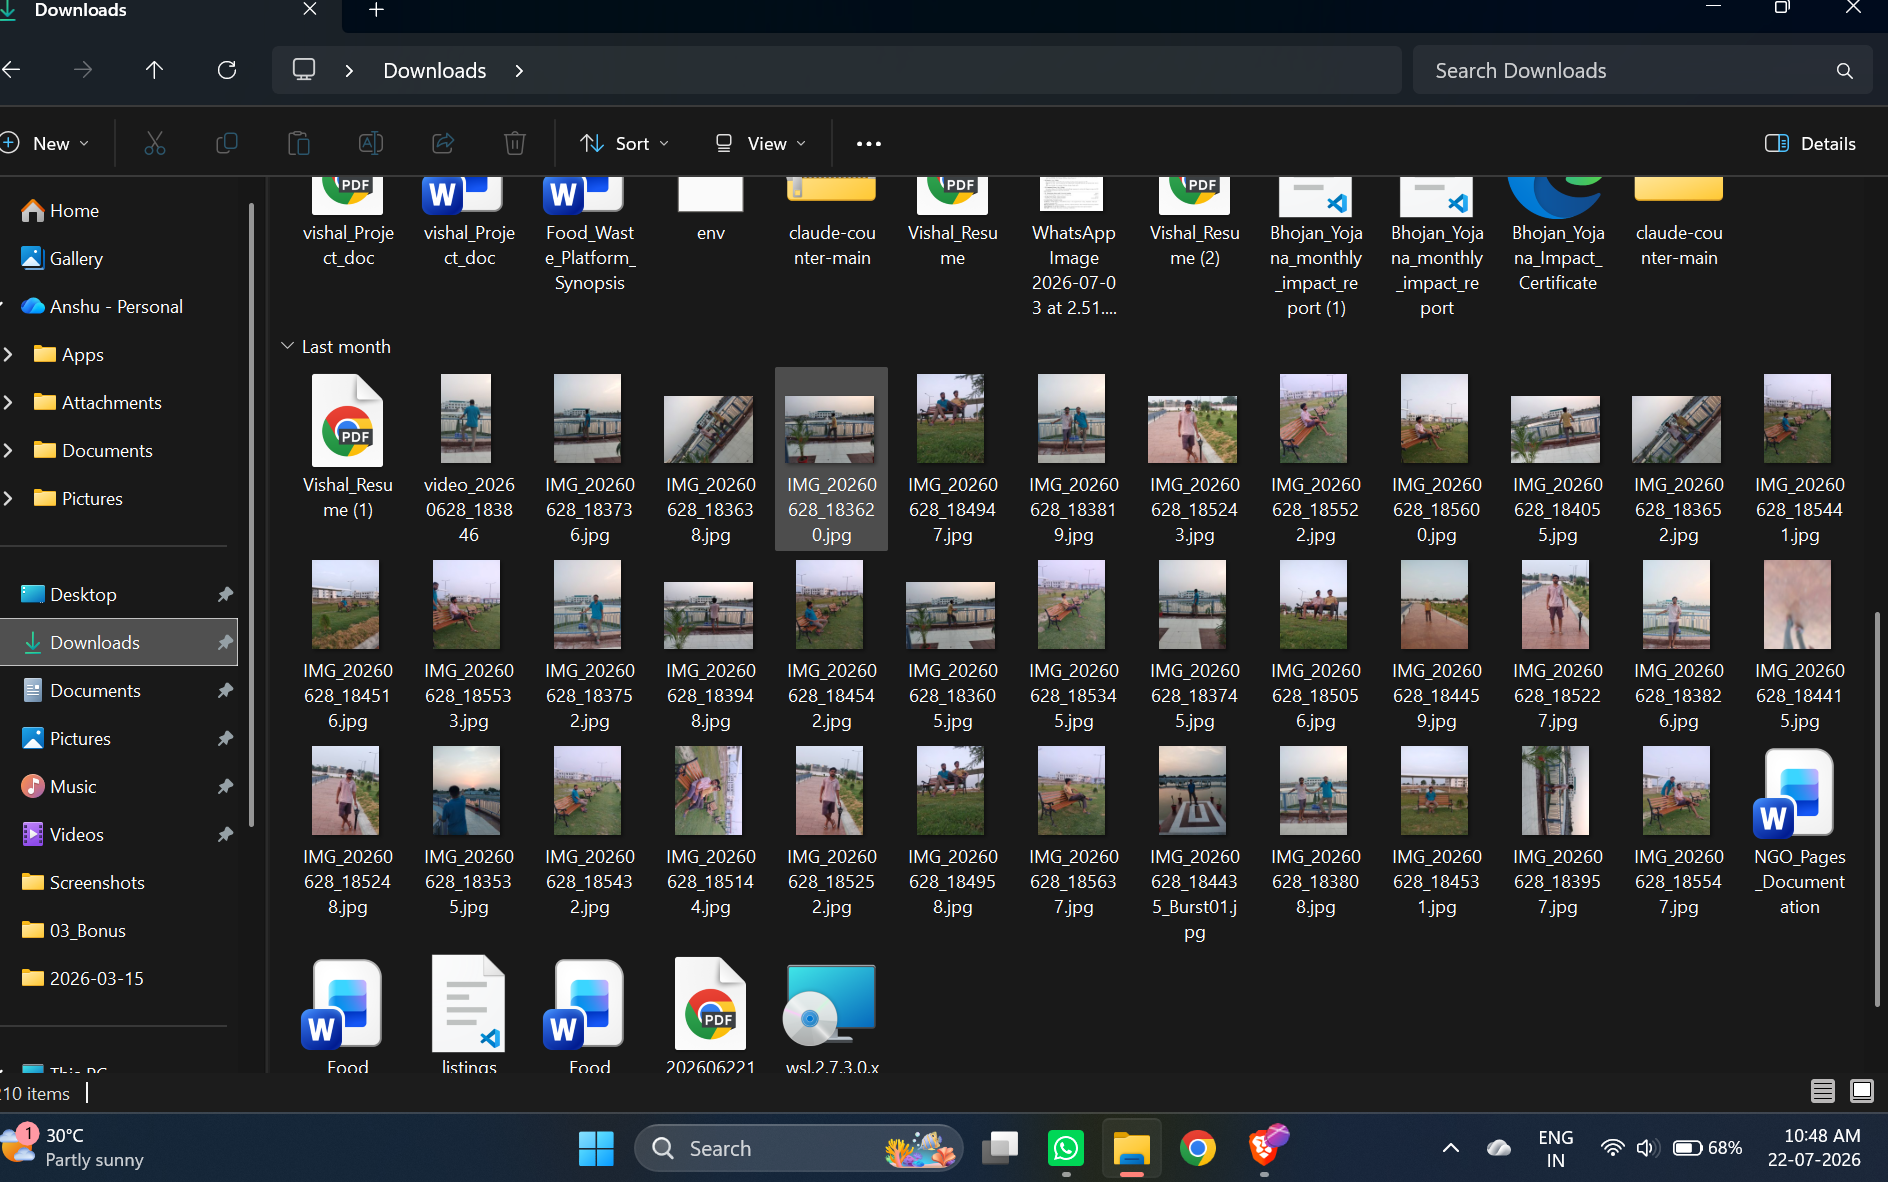 Downloads
Downloads
Search Downloads
New
Sort
View
Details
Home
Gallery
Anshu - Personal
Apps
Attachments
Documents
Pictures
Desktop
Downloads
Documents
Pictures
Music
Videos
Screenshots
03_Bonus
2026-03-15
This PC
PDF
W
W
PDF
PDF
vishal_Proje
ct_doc
vishal_Proje
ct_doc
Food_Wast
e_Platform_
Synopsis
env
claude-cou
nter-main
Vishal_Resu
me
WhatsApp
Image
2026-07-0
3 at 2.51....
Vishal_Resu
me (2)
Bhojan_Yoja
na_monthly
_impact_re
port (1)
Bhojan_Yoja
na_monthly
_impact_re
port
Bhojan_Yoja
na_Impact_
Certificate
claude-cou
nter-main
Last month
PDF
Vishal_Resu
me (1)
video_2026
0628_1838
46
IMG_20260
628_18373
6.jpg
IMG_20260
628_18363
8.jpg
IMG_20260
628_18362
0.jpg
IMG_20260
628_18494
7.jpg
IMG_20260
628_18381
9.jpg
IMG_20260
628_18524
3.jpg
IMG_20260
628_18552
2.jpg
IMG_20260
628_18560
0.jpg
IMG_20260
628_18405
5.jpg
IMG_20260
628_18365
2.jpg
IMG_20260
628_18544
1.jpg
IMG_20260
628_18451
6.jpg
IMG_20260
628_18553
3.jpg
IMG_20260
628_18375
2.jpg
IMG_20260
628_18394
8.jpg
IMG_20260
628_18454
2.jpg
IMG_20260
628_18360
5.jpg
IMG_20260
628_18534
5.jpg
IMG_20260
628_18374
5.jpg
IMG_20260
628_18505
6.jpg
IMG_20260
628_18445
9.jpg
IMG_20260
628_18522
7.jpg
IMG_20260
628_18382
6.jpg
IMG_20260
628_18441
5.jpg
IMG_20260
628_18524
8.jpg
IMG_20260
628_18353
5.jpg
IMG_20260
628_18543
2.jpg
IMG_20260
628_18514
4.jpg
IMG_20260
628_18525
2.jpg
IMG_20260
628_18495
8.jpg
IMG_20260
628_18563
7.jpg
IMG_20260
628_18443
5_Burst01.j
pg
IMG_20260
628_18380
8.jpg
IMG_20260
628_18453
1.jpg
IMG_20260
628_18395
7.jpg
IMG_20260
628_18554
7.jpg
W
NGO_Pages
_Document
ation
W
Food
listings
W
Food
PDF
202606221
wsl.2.7.3.0.x
10 items
1
30°C
Partly sunny
Search
ENG
IN
68%
10:48 AM
22-07-2026